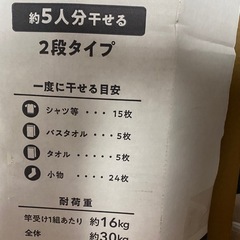 約5人分干せる
2段タイプ
一度に干せる目安
シャツ等・・・15枚
バスタオル・・・5枚
タオル・・・5枚
小物・・・24枚
耐荷重
竿受け1組あたり 約16kg
全体 約30kg